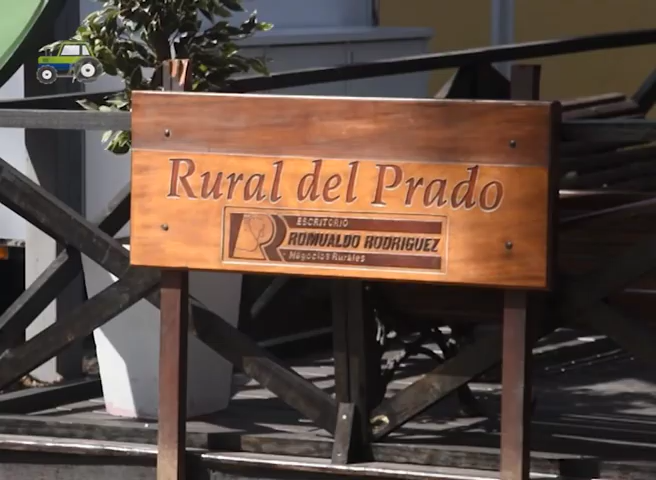 Rural del Prado
ESCRITORIO
ROMUALDO RODRIGUEZ
Negocios Rurales